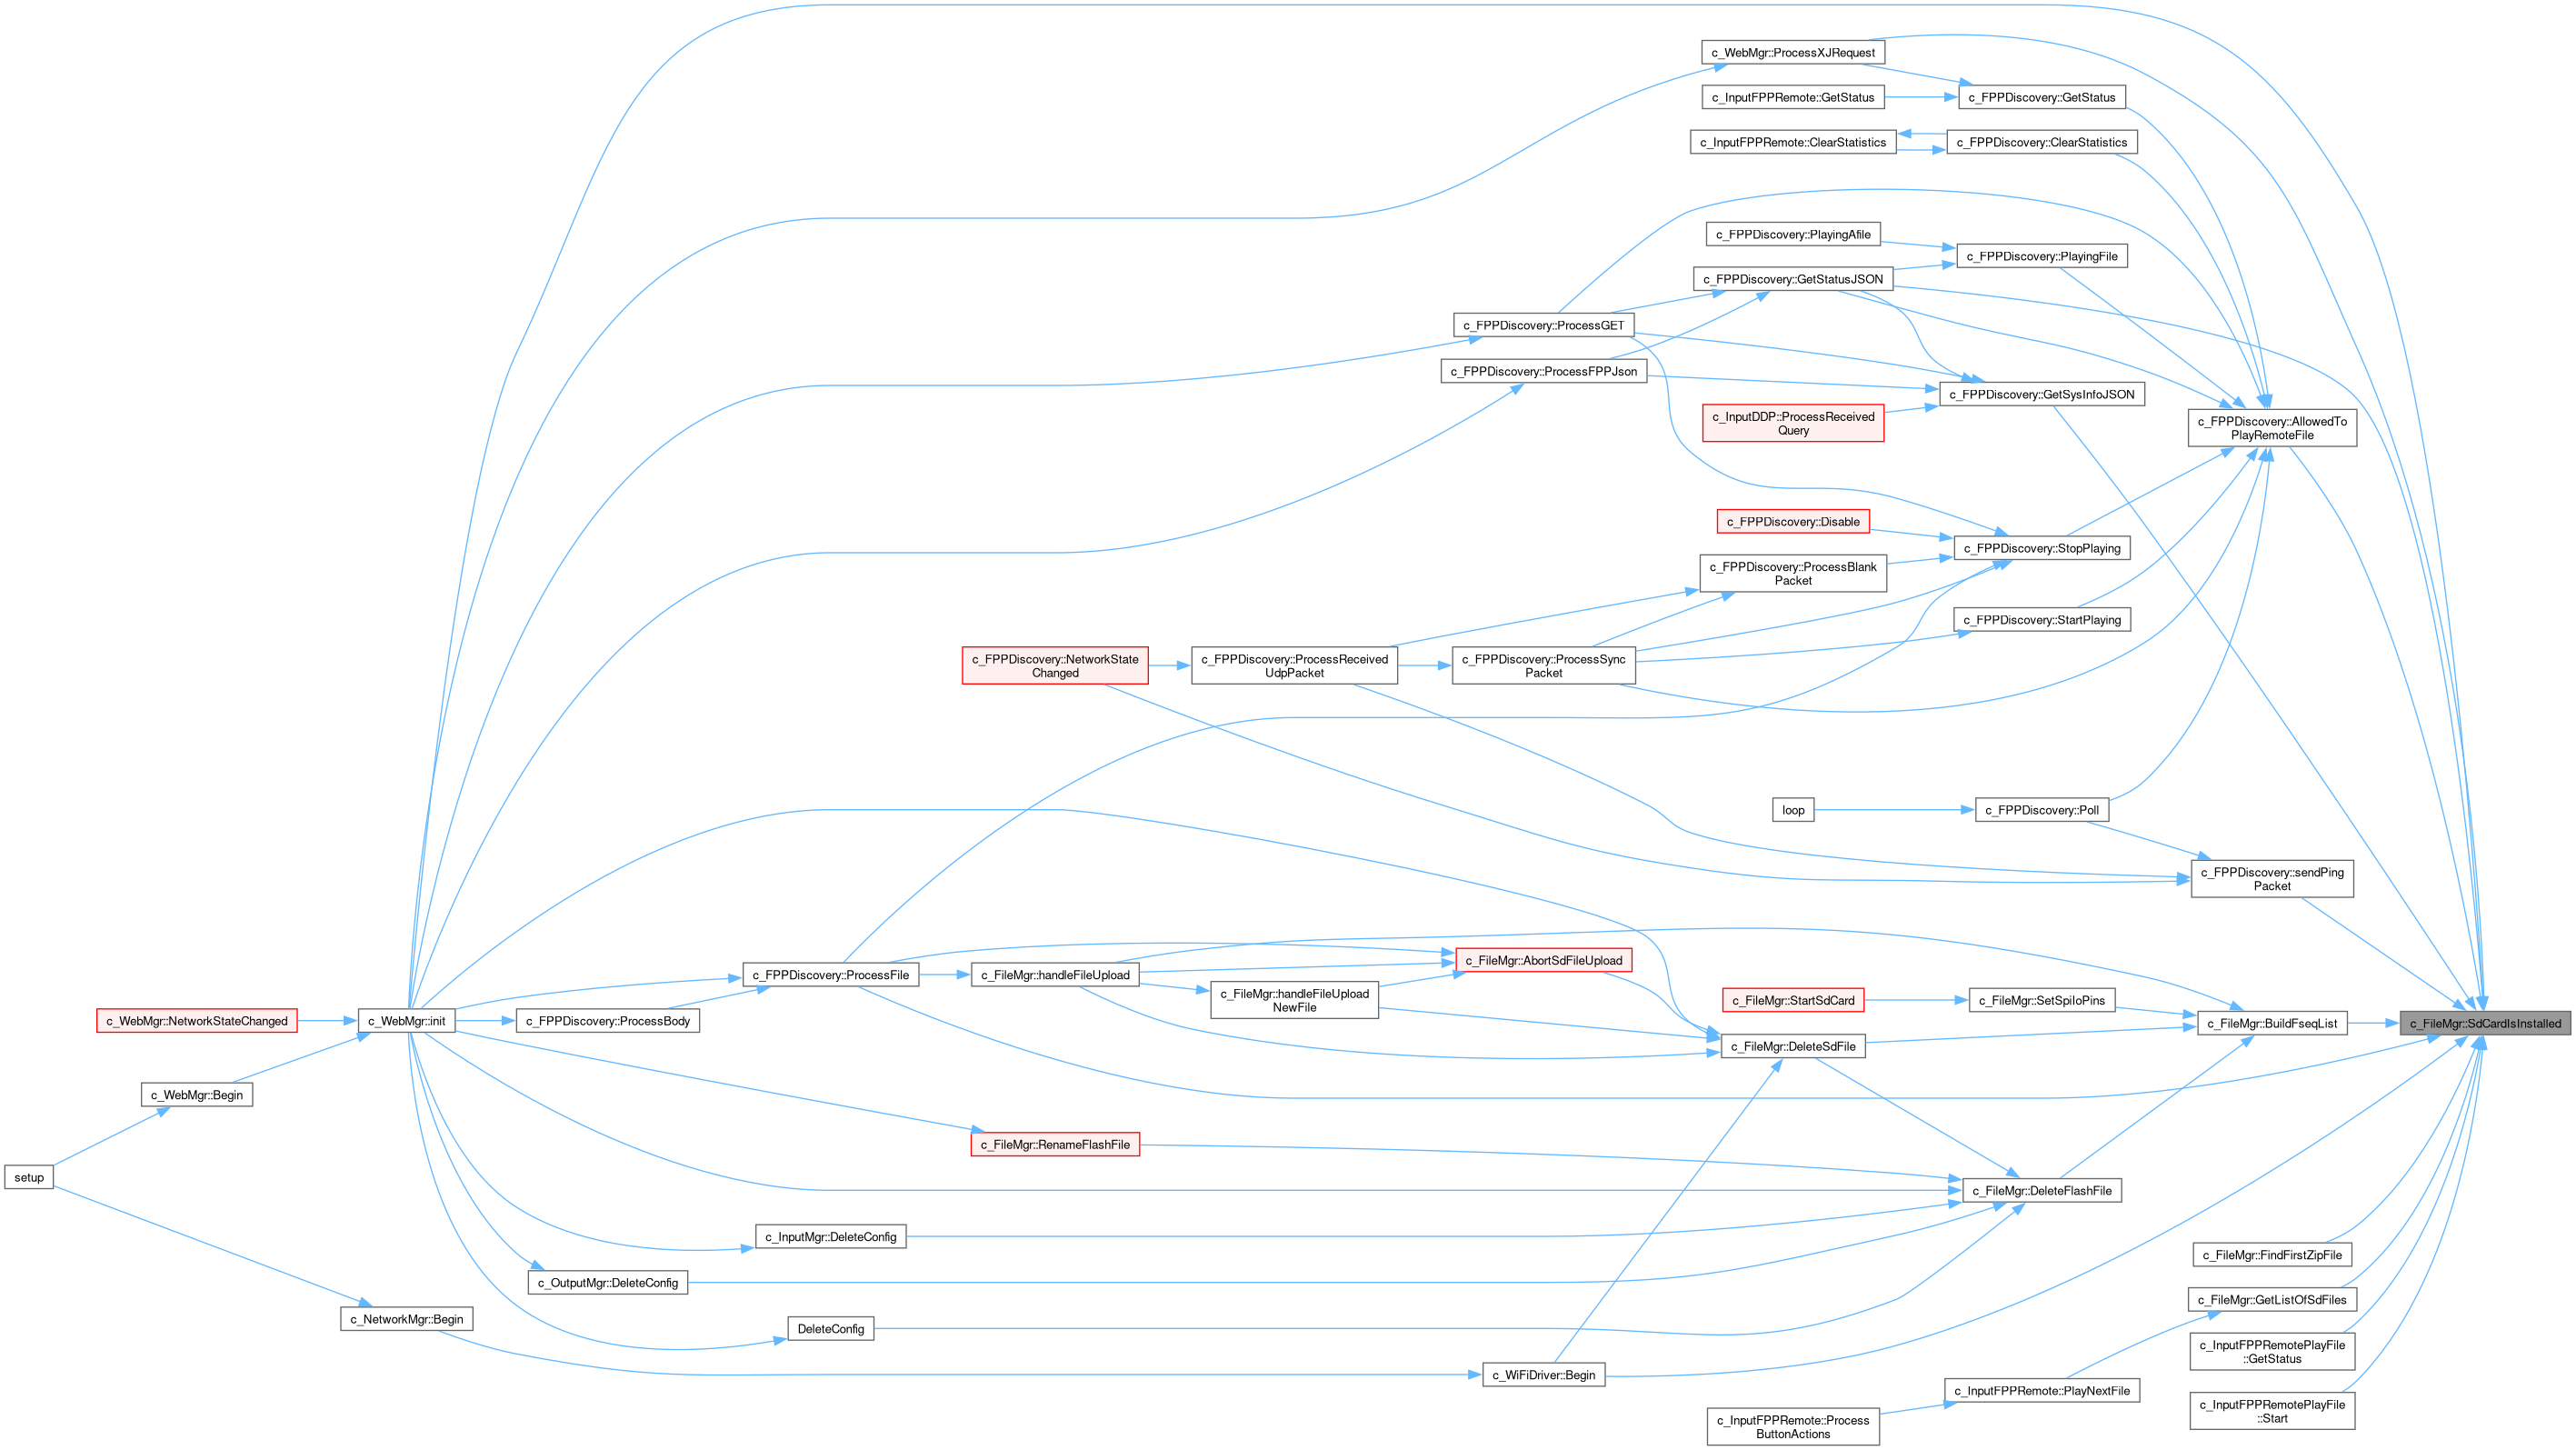 c_WebMgr::ProcessXJRequest
c_InputFPPRemote::GetStatus
c_FPPDiscovery::GetStatus
c_InputFPPRemote::ClearStatistics
c_FPPDiscovery::ClearStatistics
c_FPPDiscovery::PlayingAfile
c_FPPDiscovery::PlayingFile
c_FPPDiscovery::GetStatusJSON
c_FPPDiscovery::ProcessGET
c_FPPDiscovery::ProcessFPPJson
c_FPPDiscovery::GetSysInfoJSON
c_InputDDP::ProcessReceived
Query
c_FPPDiscovery::AllowedTo
PlayRemoteFile
c_FPPDiscovery::Disable
c_FPPDiscovery::StopPlaying
c_FPPDiscovery::ProcessBlank
Packet
c_FPPDiscovery::StartPlaying
c_FPPDiscovery::NetworkState
Changed
c_FPPDiscovery::ProcessReceived
UdpPacket
c_FPPDiscovery::ProcessSync
Packet
loop
c_FPPDiscovery::Poll
c_FPPDiscovery::sendPing
Packet
c_FPPDiscovery::ProcessFile
c_FileMgr::handleFileUpload
c_FileMgr::AbortSdFileUpload
c_FileMgr::handleFileUpload
NewFile
c_FileMgr::StartSdCard
c_FileMgr::SetSpiIoPins
c_WebMgr::NetworkStateChanged
c_WebMgr::init
c_FPPDiscovery::ProcessBody
c_FileMgr::DeleteSdFile
c_FileMgr::BuildFseqList
c_FileMgr::SdCardIsInstalled
c_WebMgr::Begin
c_FileMgr::RenameFlashFile
setup
c_FileMgr::DeleteFlashFile
c_InputMgr::DeleteConfig
c_FileMgr::FindFirstZipFile
c_OutputMgr::DeleteConfig
c_FileMgr::GetListOfSdFiles
c_NetworkMgr::Begin
DeleteConfig
c_InputFPPRemotePlayFile
::GetStatus
c_WiFiDriver::Begin
c_InputFPPRemote::PlayNextFile
c_InputFPPRemotePlayFile
::Start
c_InputFPPRemote::Process
ButtonActions